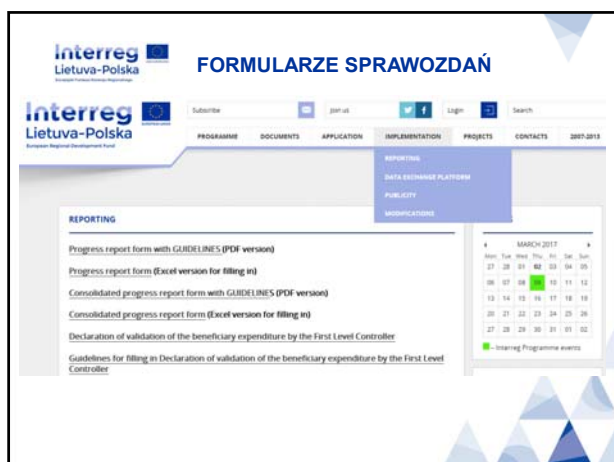 Interreg
Lietuva-Polska
FORMULARZE SPRAWOZDAŃ
Interreg
Lietuva-Polska
European Regional Development Fund
Subscribe Join us Login Search
PROGRAMME DOCUMENTS APPLICATION IMPLEMENTATION PROJECTS CONTACTS 2007-2013
REPORTING
DATA EXCHANGE PLATFORM
PUBLICITY
MODIFICATIONS
REPORTING
Progress report form with GUIDELINES (PDF version)
Progress report form (Excel version for filling in)
Consolidated progress report form with GUIDELINES (PDF version)
Consolidated progress report form (Excel version for filling in)
Declaration of validation of the beneficiary expenditure by the First Level Controller
Guidelines for filling in Declaration of validation of the beneficiary expenditure by the First Level
Controller
MARCH 2017
Mon Tue Wed Thu Fri Sat Sun
27 28 01 02 03 04 05
06 07 08 09 10 11 12
13 14 15 16 17 18 19
20 21 22 23 24 25 26
27 28 29 30 31 01 02
- Interreg Programme events